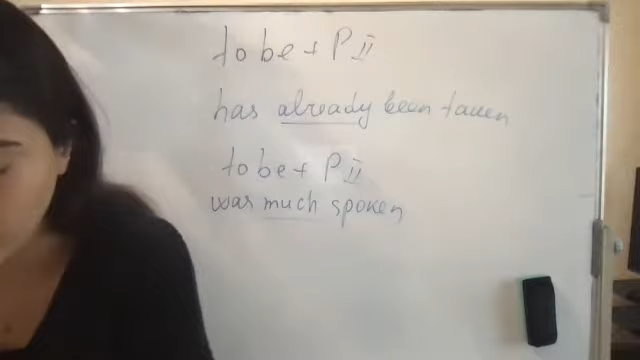 to be + P II
has already been taken
to be + P II
was much spoken